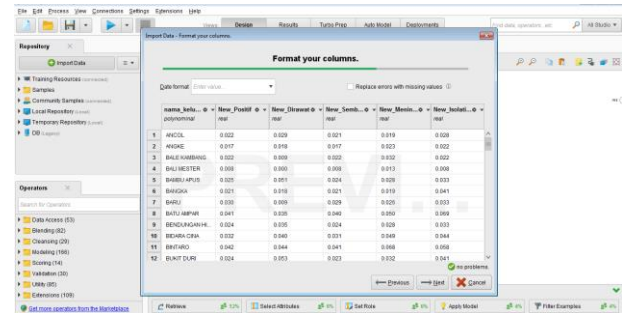 File Edit Process View Connections Settings Extensions Help
Views: Design Results Turbo Prep Auto Model Deployments
Find data, operators...etc All Studio
Import Data - Format your columns.
Format your columns.
Repository
Import Data
Training Resources (connected)
Samples
Community Samples (connected)
Local Repository (Local)
Temporary Repository (Local)
DB (Legacy)
Operators
Search for Operators
Data Access (53)
Blending (82)
Cleansing (29)
Modeling (166)
Scoring (14)
Validation (30)
Utility (85)
Extensions (109)
Get more operators from the Marketplace
Date format Enter value...
Replace errors with missing values
nama_kelu... New_Positif New_Dirawat New_Semb... New_Menin... New_Isolati...
polynominal real real real real real
1 ANCOL 0.022 0.029 0.021 0.019 0.028
2 ANGKE 0.017 0.018 0.017 0.023 0.022
3 BALE KAMBANG 0.022 0.009 0.022 0.032 0.022
4 BALI MESTER 0.008 0.000 0.008 0.013 0.008
5 BAMBU APUS 0.025 0.051 0.024 0.026 0.033
6 BANGKA 0.021 0.018 0.021 0.019 0.041
7 BARU 0.030 0.009 0.029 0.026 0.033
8 BATU AMPAR 0.041 0.035 0.040 0.050 0.069
9 BENDUNGAN HI... 0.024 0.035 0.024 0.028 0.033
10 BIDARA CINA 0.032 0.040 0.031 0.049 0.044
11 BINTARO 0.042 0.044 0.041 0.068 0.058
12 BUKIT DURI 0.024 0.053 0.023 0.032 0.041
no problems.
Previous Next Cancel
Retrieve Select Attributes Set Role Apply Model Filter Examples